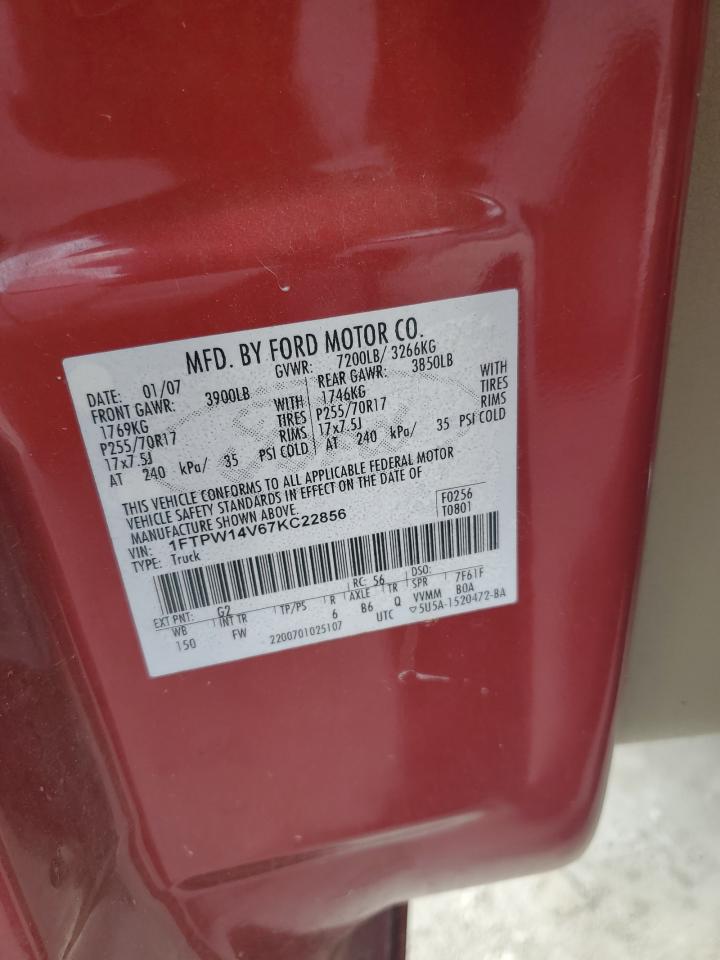 MFD. BY FORD MOTOR CO.
DATE: 01/07 GVWR: 7200LB/ 3266KG
FRONT GAWR: 3900LB REAR GAWR: 3850LB
1769KG WITH 1746KG WITH
P255/70R17 TIRES P255/70R17 TIRES
17x7.5J RIMS 17x7.5J RIMS
AT 240 kPa/ 35 PSI COLD AT 240 kPa/ 35 PSI COLD
THIS VEHICLE CONFORMS TO ALL APPLICABLE FEDERAL MOTOR
VEHICLE SAFETY STANDARDS IN EFFECT ON THE DATE OF
MANUFACTURE SHOWN ABOVE.
VIN: 1FTPW14V67KC22856 F0256
TYPE: Truck T0801
EXT PNT: G2 RC: 56 DSO:
WB INT TR TP/PS R AXLE TR SPR 7F61F
150 FW 6 B6 Q VVMM B0A
2200701025107 UTC ▽5U5A-1520472-BA